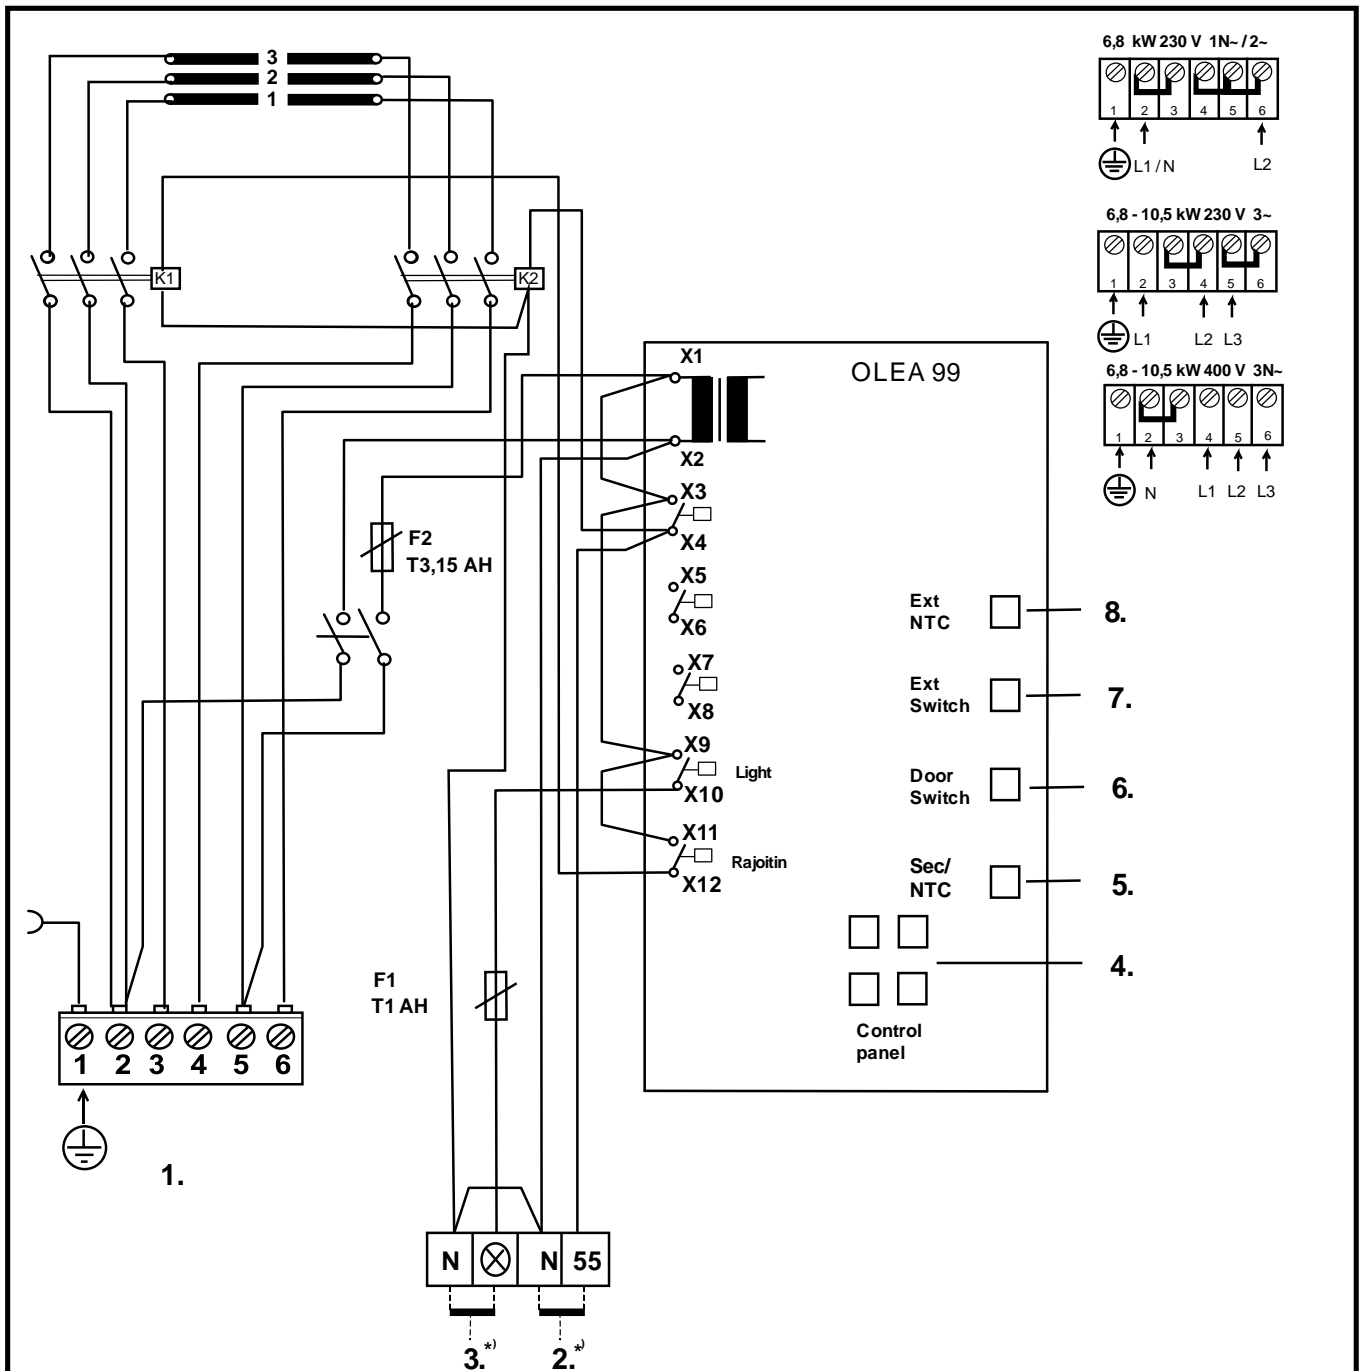 3
2
1
K1
K2
6,8 kW 230 V 1N~ / 2~
1 2 3 4 5 6
L1 / N L2
6,8 - 10,5 kW 230 V 3~
1 2 3 4 5 6
L1 L2 L3
6,8 - 10,5 kW 400 V 3N~
1 2 3 4 5 6
N L1 L2 L3
OLEA 99
X1
X2
X3
X4
X5
X6
X7
X8
X9
Light
X10
X11
Rajoitin
X12
F2
T3,15 AH
Ext
NTC
8.
Ext
Switch
7.
Door
Switch
6.
Sec/
NTC
5.
4.
Control
panel
F1
T1 AH
1 2 3 4 5 6
1.
N N 55
3.*) 2.*)